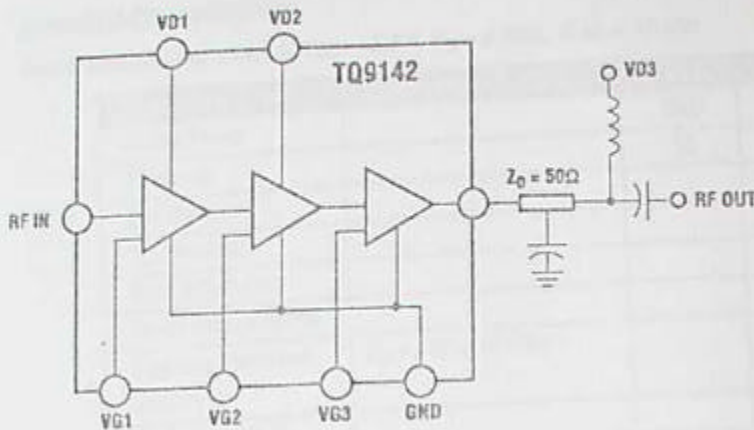 VD1
VD2
TQ9142
VD3
Z₀ = 50Ω
RF IN
RF OUT
VG1
VG2
VG3
GND